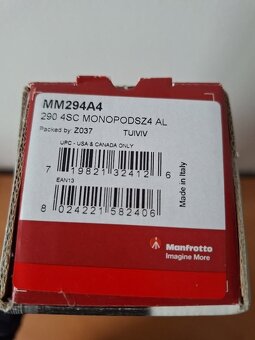 MM294A4
290 4SC MONOPODSZ4 AL
Packed by Z037 TUIVIV
UPC - USA & CANADA ONLY
7 19821 32412 6
EAN13
8 024221 582406
Made in Italy
Manfrotto
Imagine More